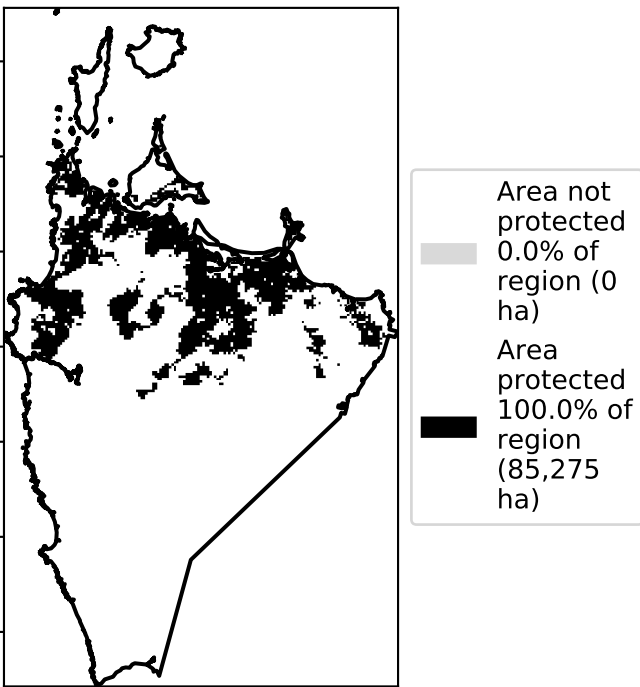 Area not
protected
0.0% of
region (0
ha)
Area
protected
100.0% of
region
(85,275
ha)